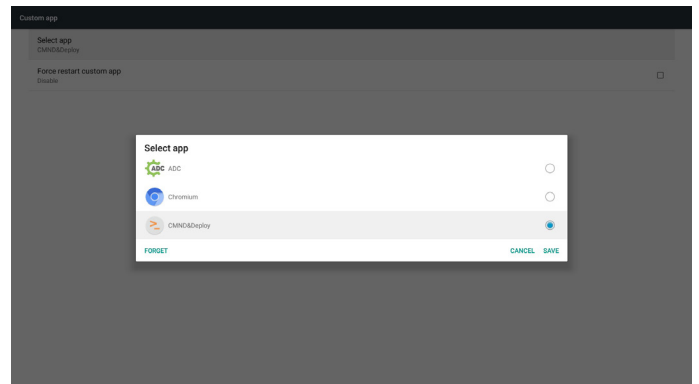 Custom app
Select app
CMND&Deploy
Force restart custom app
Disable
Select app
ADC ADC
Chromium
CMND&Deploy
FORGET CANCEL SAVE